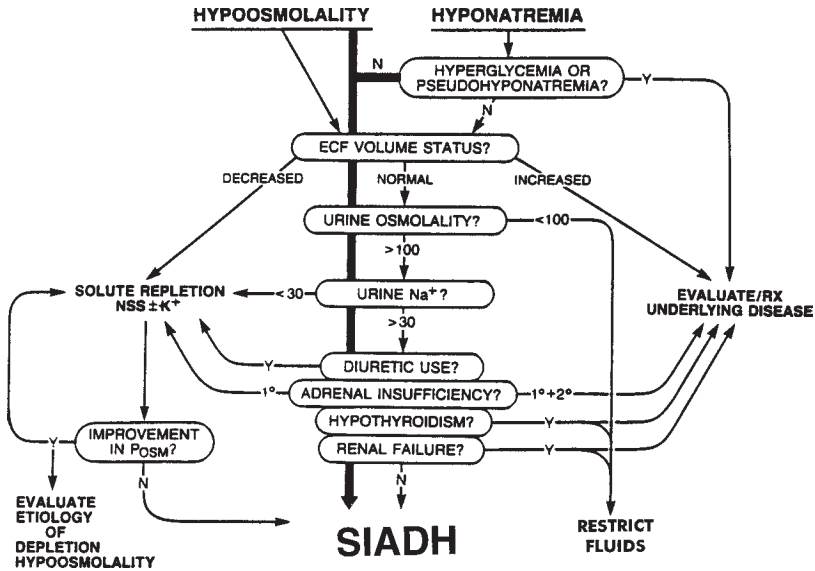 HYPOOSMOLALITY
HYPONATREMIA
N
HYPERGLYCEMIA OR
PSEUDOHYPONATREMIA?
Y
N
ECF VOLUME STATUS?
DECREASED
NORMAL
INCREASED
URINE OSMOLALITY?
<100
>100
SOLUTE REPLETION
NSS ± K⁺
<30
URINE Na⁺?
EVALUATE/RX
UNDERLYING DISEASE
>30
Y
DIURETIC USE?
1°
ADRENAL INSUFFICIENCY?
1°+2°
HYPOTHYROIDISM?
Y
IMPROVEMENT
IN POSM?
Y
RENAL FAILURE?
Y
N
N
EVALUATE
ETIOLOGY
OF
DEPLETION
HYPOOSMOLALITY
SIADH
RESTRICT
FLUIDS